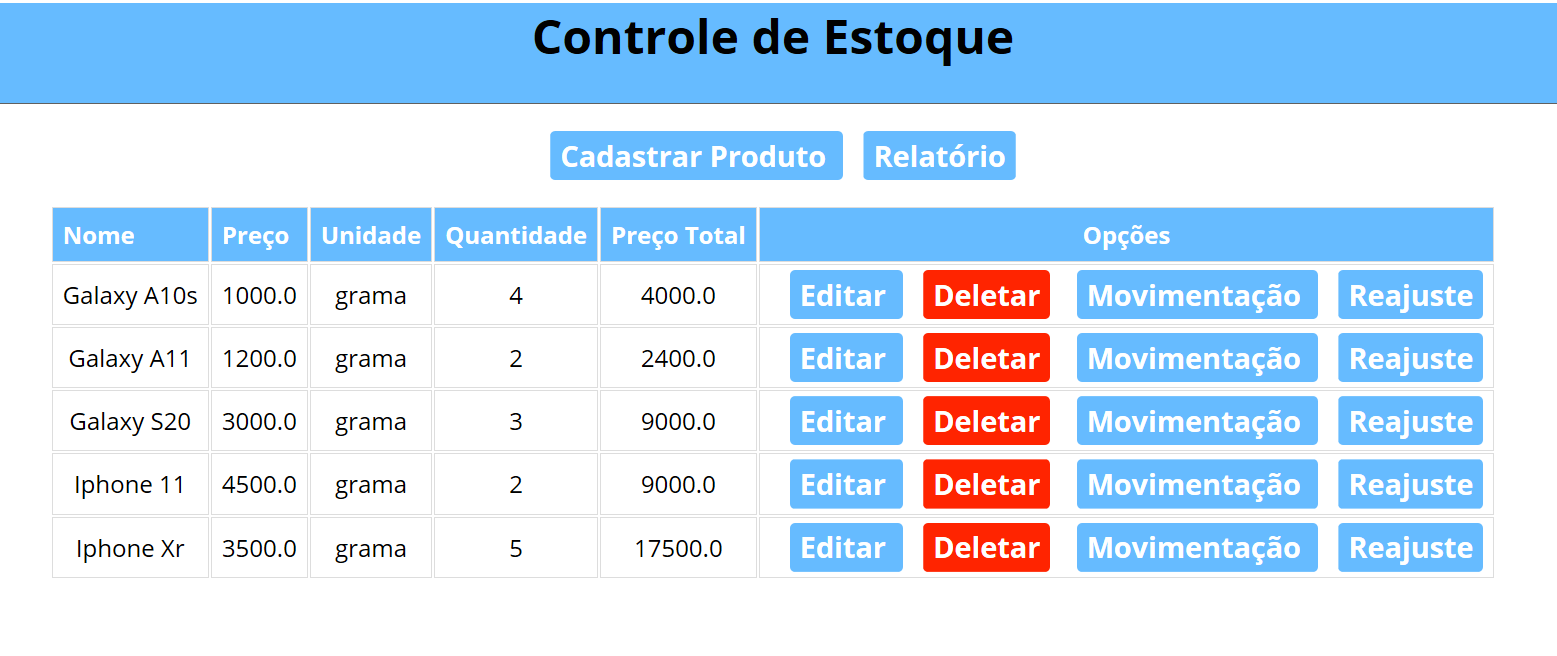 Controle de Estoque
Cadastrar Produto Relatório
Nome Preço Unidade Quantidade Preço Total Opções
Galaxy A10s 1000.0 grama 4 4000.0 Editar Deletar Movimentação Reajuste
Galaxy A11 1200.0 grama 2 2400.0 Editar Deletar Movimentação Reajuste
Galaxy S20 3000.0 grama 3 9000.0 Editar Deletar Movimentação Reajuste
Iphone 11 4500.0 grama 2 9000.0 Editar Deletar Movimentação Reajuste
Iphone Xr 3500.0 grama 5 17500.0 Editar Deletar Movimentação Reajuste